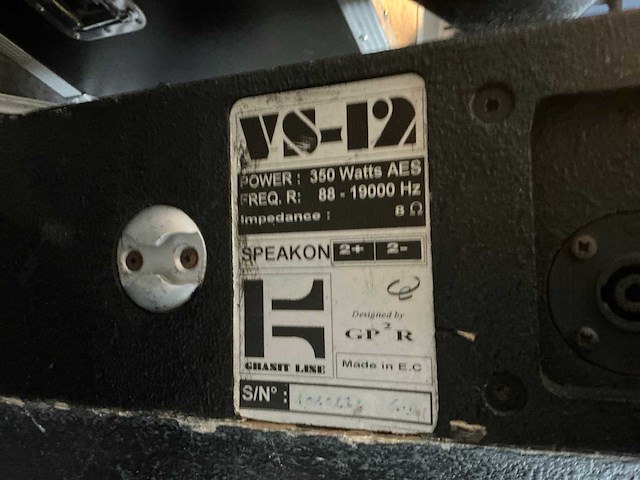 VS-12
POWER : 350 Watts AES
FREQ. R: 88 - 19000 Hz
Impedance : 8 Ω
SPEAKON 2+ 2-
Designed by
GP²R
GRANIT LINE
Made in E.C
S/N° :